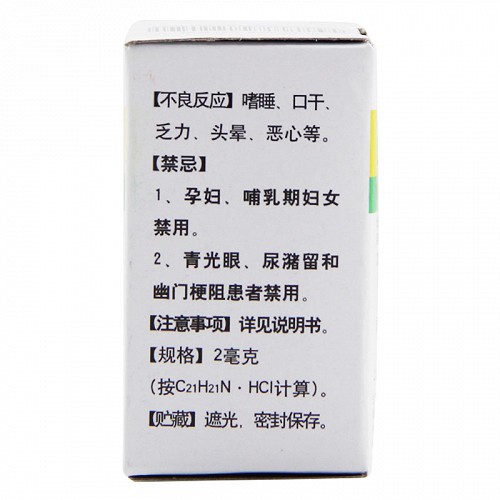 【不良反应】嗜睡、口干、
乏力、头晕、恶心等。
【禁忌】
1、孕妇、哺乳期妇女
禁用。
2、青光眼、尿潴留和
幽门梗阻患者禁用。
【注意事项】详见说明书。
【规格】2毫克
(按C21H21N·HCl计算)。
【贮藏】遮光,密封保存。